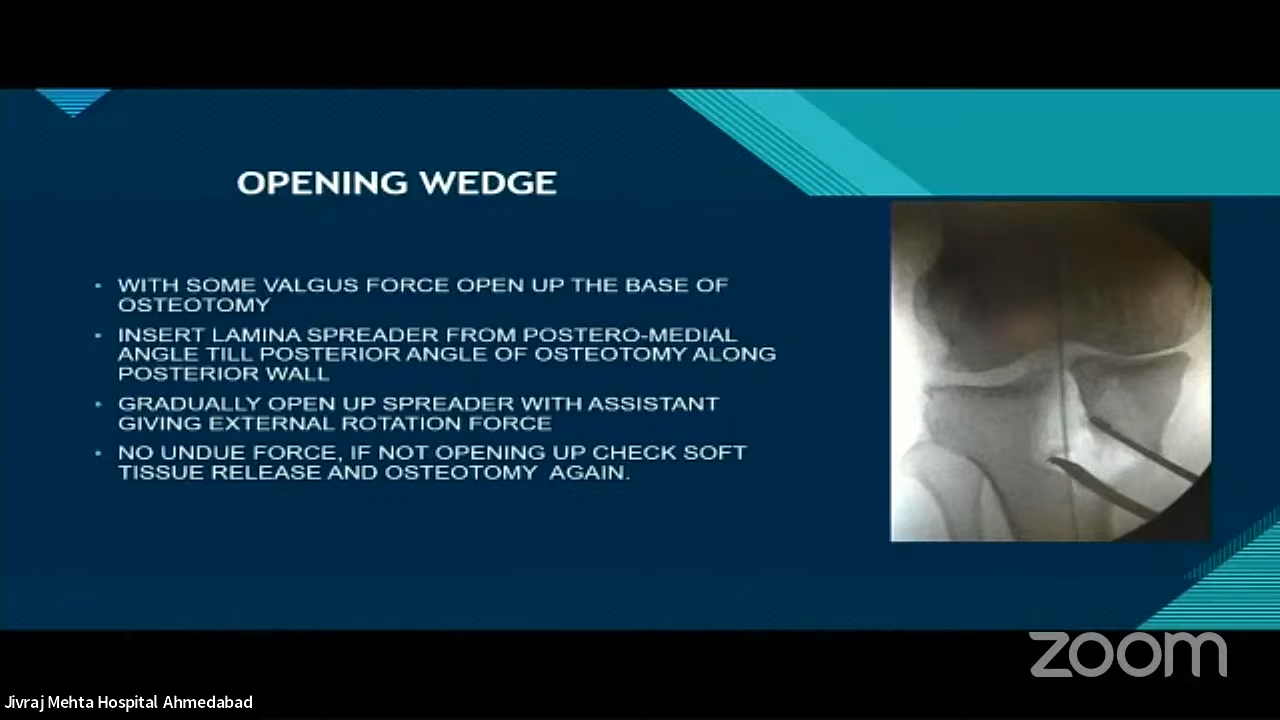 OPENING WEDGE
• WITH SOME VALGUS FORCE OPEN UP THE BASE OF
OSTEOTOMY
• INSERT LAMINA SPREADER FROM POSTERO-MEDIAL
ANGLE TILL POSTERIOR ANGLE OF OSTEOTOMY ALONG
POSTERIOR WALL
• GRADUALLY OPEN UP SPREADER WITH ASSISTANT
GIVING EXTERNAL ROTATION FORCE
• NO UNDUE FORCE, IF NOT OPENING UP CHECK SOFT
TISSUE RELEASE AND OSTEOTOMY AGAIN.
zoom
Jivraj Mehta Hospital Ahmedabad